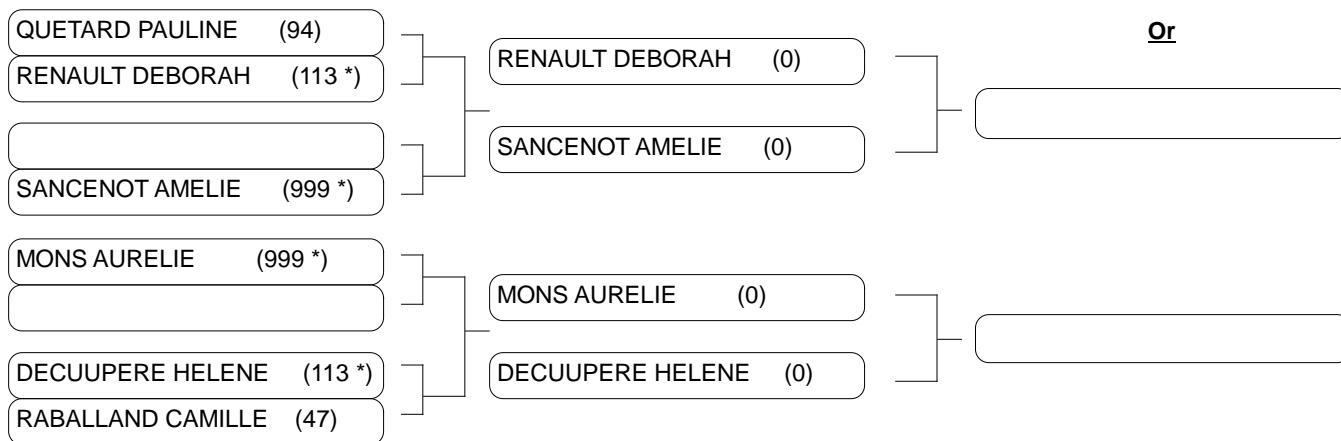 QUETARD PAULINE (94)
RENAULT DEBORAH (113 *)
SANCENOT AMELIE (999 *)
MONS AURELIE (999 *)
DECUUPERE HELENE (113 *)
RABALLAND CAMILLE (47)
RENAULT DEBORAH (0)
SANCENOT AMELIE (0)
MONS AURELIE (0)
DECUUPERE HELENE (0)
Or